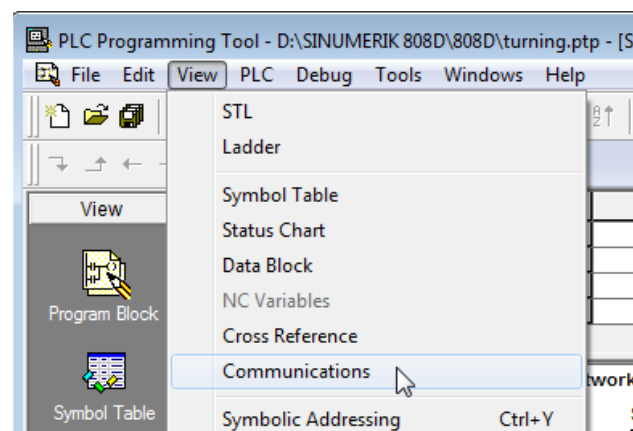 PLC Programming Tool - D:\SINUMERIK 808D\808D\turning.ptp - [S
File Edit View PLC Debug Tools Windows Help
STL
Ladder
View
Symbol Table
Status Chart
Data Block
Program Block
NC Variables
Cross Reference
Communications
Symbol Table
Symbolic Addressing Ctrl+Y
twork